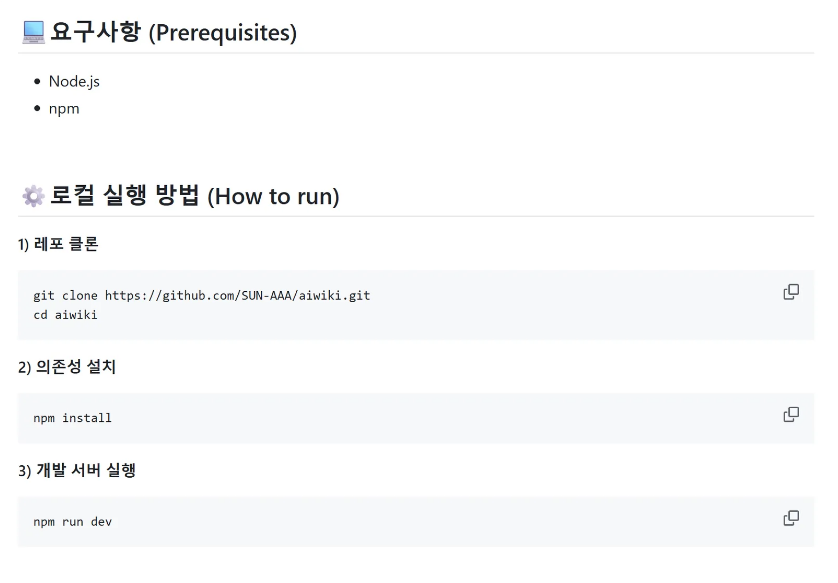 💻 요구사항 (Prerequisites)
Node.js
npm
⚙️ 로컬 실행 방법 (How to run)
1) 레포 클론
git clone https://github.com/SUN-AAA/aiwiki.git
cd aiwiki
2) 의존성 설치
npm install
3) 개발 서버 실행
npm run dev